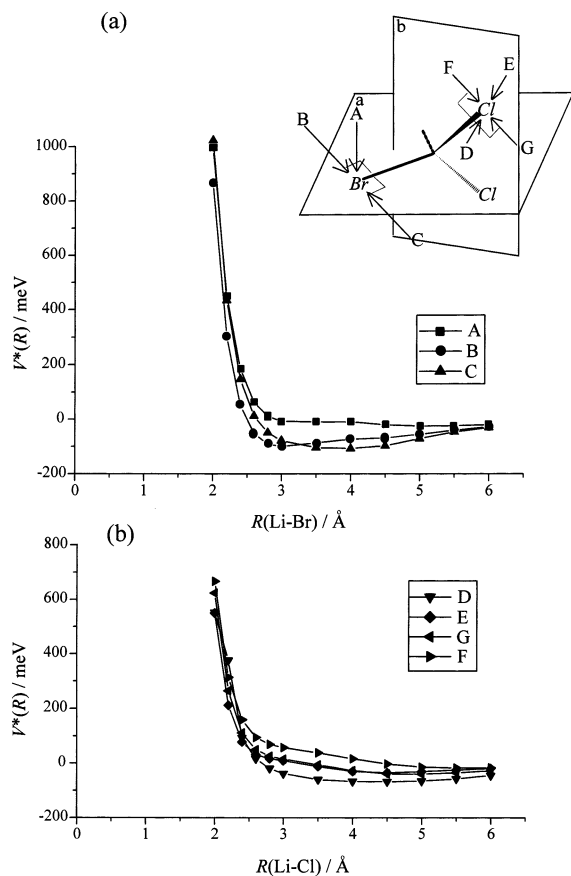 (a)
b
F
E
a
A
B
Cl
D
G
Br
Cl
C
1000
800
600
400
200
0
-200
V*(R) / meV
A
B
C
0
1
2
3
4
5
6
R(Li-Br) / Å
(b)
800
600
400
200
0
-200
V*(R) / meV
D
E
G
F
0
1
2
3
4
5
6
R(Li-Cl) / Å